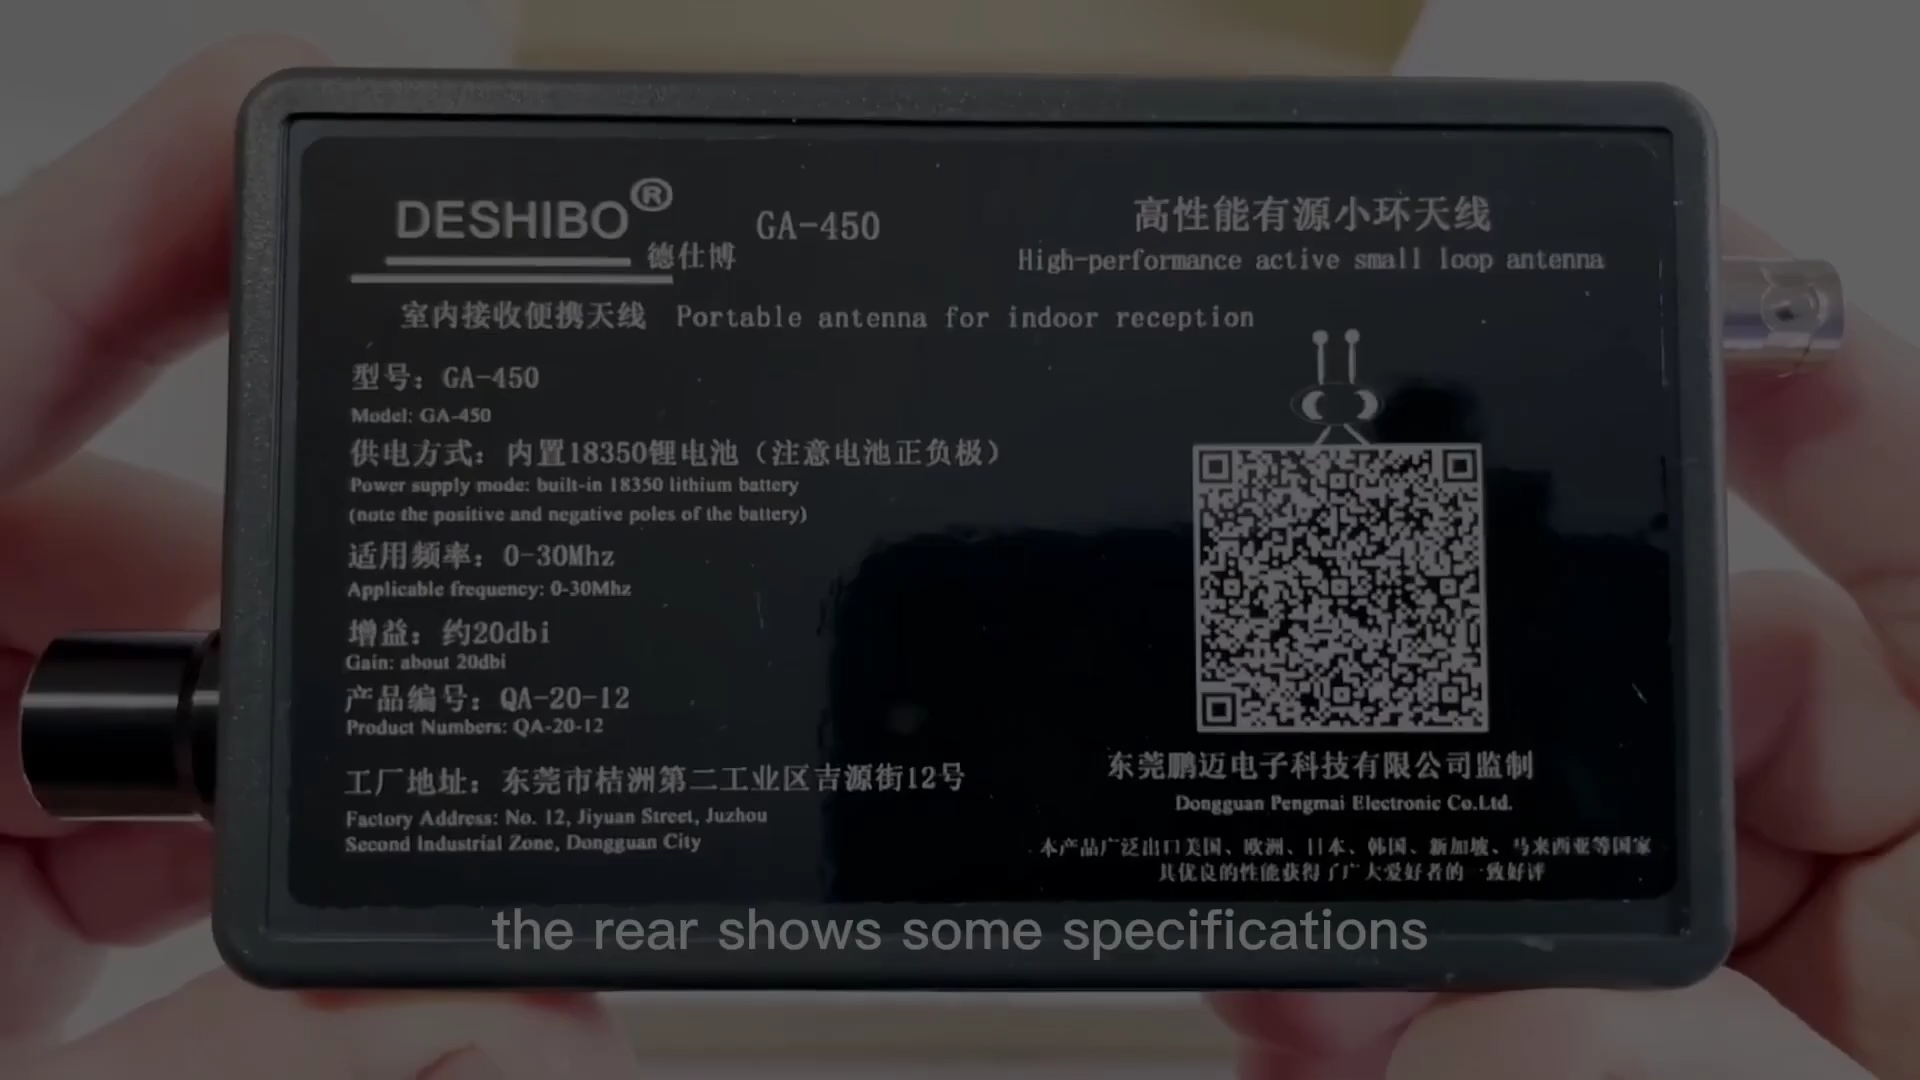 DESHIBO®
德仕博
GA-450
高性能有源小环天线
High-performance active small loop antenna
室内接收便携天线 Portable antenna for indoor reception
型号：GA-450
Model: GA-450
供电方式：内置18350锂电池（注意电池正负极）
Power supply mode: built-in 18350 lithium battery
(note the positive and negative poles of the battery)
适用频率：0-30Mhz
Applicable frequency: 0-30Mhz
增益：约20dbi
Gain: about 20dbi
产品编号：QA-20-12
Product Numbers: QA-20-12
工厂地址：东莞市桔洲第二工业区吉源街12号
Factory Address: No. 12, Jiyuan Street, Juzhou
Second Industrial Zone, Dongguan City
东莞鹏迈电子科技有限公司监制
Dongguan Pengmai Electronic Co.Ltd.
本产品广泛出口美国、欧洲、日本、韩国、新加坡、马来西亚等国家
其优良的性能获得了广大爱好者的一致好评
the rear shows some specifications